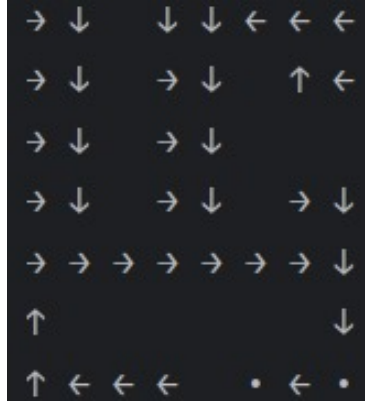 → ↓   ↓ ↓ ← ← ←
→ ↓   → ↓   ↑ ←
→ ↓   → ↓
→ ↓   → ↓   → ↓
→ → → → → → → ↓
↑             ↓
↑ ← ← ←   • ← •